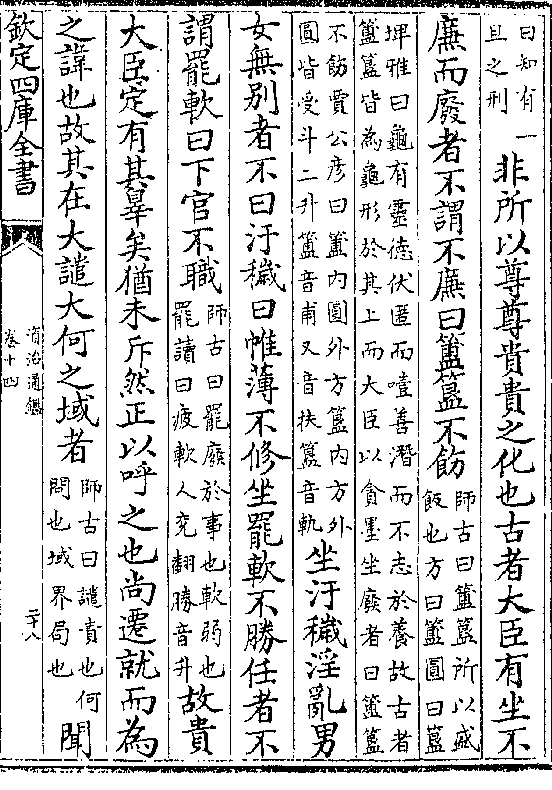 曰知有一
旦之刑
非所以尊尊貴貴之化也古者大臣有坐不
廉而廢者不謂不廉曰簠簋不飭
師古曰簠簋所以盛
飯也方曰簠圓曰簋
埤雅曰龜有靈德伏匿而噎善潛而不志於養故古者
簠簋皆為龜形於其上而大臣以貪墨坐廢者曰簠簋
不飭賈公彦曰簠内圓外方簋内方外
圓皆受斗二升簠音甫又音扶簋音軌
坐汙穢淫亂男
女無別者不曰汙穢曰帷薄不修坐罷軟不勝任者不
謂罷軟曰下官不職
師古曰罷廢於事也軟弱也
罷讀曰疲軟人兖翻勝音升
故貴
大臣定有其辠矣猶未斥然正以呼之也尚遷就而為
之諱也故其在大譴大何之域者
師古曰譴責也何
問也域界局也
聞
欽定四庫全書
資治通鑑
卷十四
二十八